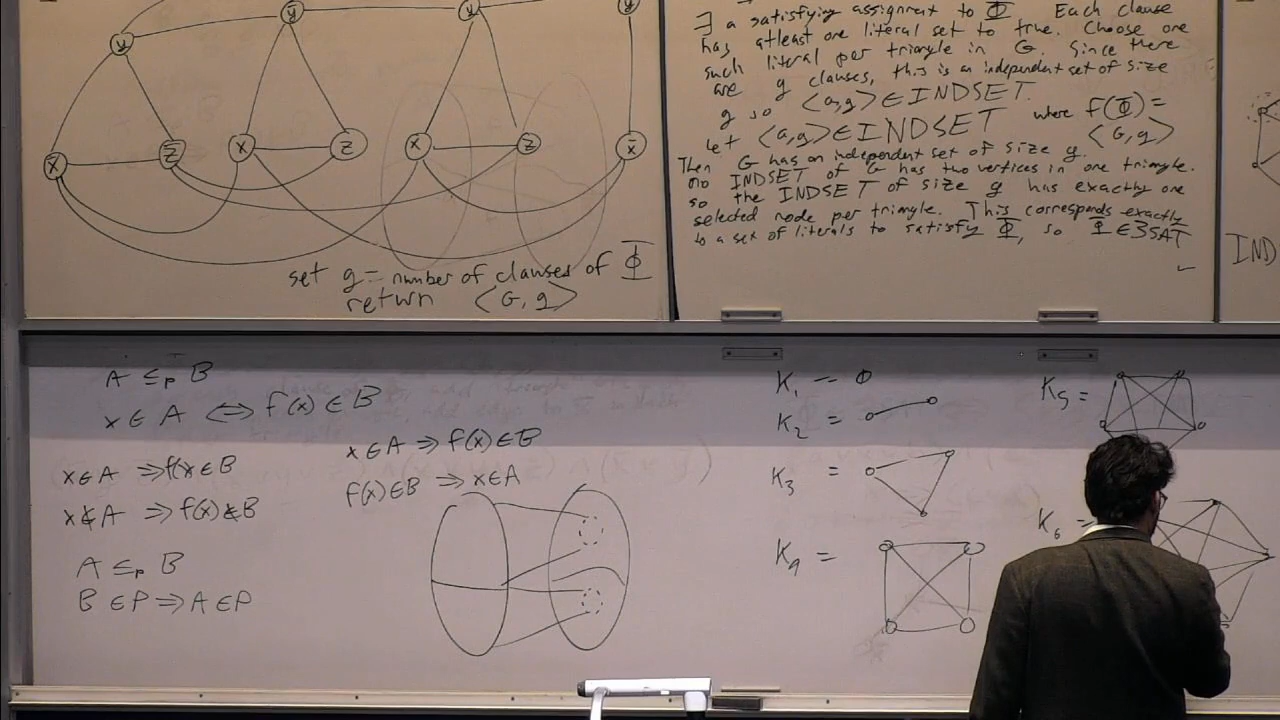 y
ȳ
y
y
x̄
z̄
x
z
x
z
x̄
set g = number of clauses of Φ
return <G, g>
∃ a satisfying assignment to Φ. Each clause
has atleast one literal set to true. Choose one
such literal per triangle in G. Since there
are g clauses, this is an independent set of size
g so <G,g> ∈ INDSET.
Let <G,g> ∈ INDSET where f(Φ) = <G,g>
Then G has an independent set of size g.
no INDSET of G has two vertices in one triangle.
so the INDSET of size g has exactly one
selected node per triangle. This corresponds exactly
to a set of literals to satisfy Φ, so Φ ∈ 3SAT
✓
IND
A ≤p B
x ∈ A ⟺ f(x) ∈ B
x ∈ A ⇒ f(x) ∈ B
f(x) ∈ B ⇒ x ∈ A
x ∈ A ⇒ f(x ∈ B
x ∉ A ⇒ f(x) ∉ B
A ≤p B
B ∈ P ⇒ A ∈ P
K₁ =
K₂ =
K₃ =
K₄ =
K₅ =
K₆ =